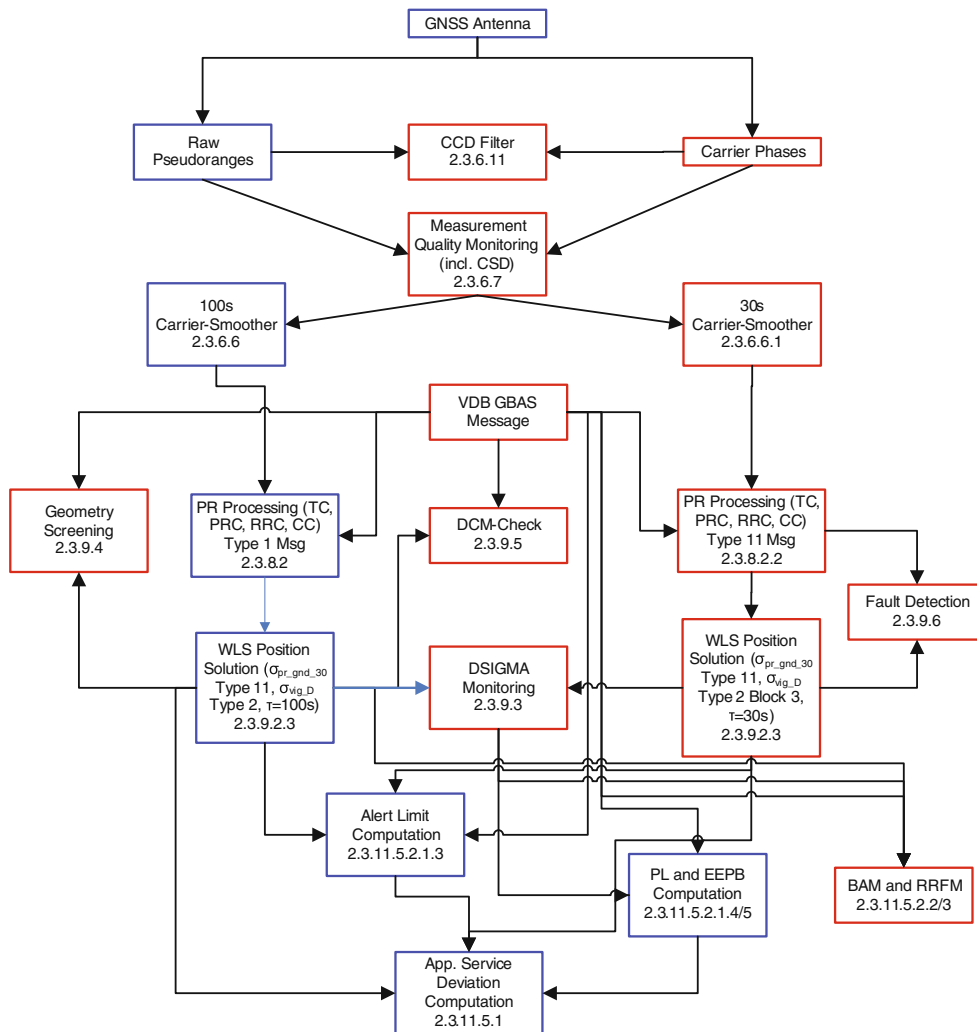 GNSS Antenna
Raw
Pseudoranges
CCD Filter
2.3.6.11
Carrier Phases
Measurement
Quality Monitoring
(incl. CSD)
2.3.6.7
100s
Carrier-Smoother
2.3.6.6
30s
Carrier-Smoother
2.3.6.6.1
VDB GBAS
Message
Geometry
Screening
2.3.9.4
PR Processing (TC,
PRC, RRC, CC)
Type 1 Msg
2.3.8.2
DCM-Check
2.3.9.5
PR Processing (TC,
PRC, RRC, CC)
Type 11 Msg
2.3.8.2.2
Fault Detection
2.3.9.6
WLS Position
Solution (σpr_gnd_30
Type 11, σvig_D
Type 2, τ=100s)
2.3.9.2.3
DSIGMA
Monitoring
2.3.9.3
WLS Position
Solution (σpr_gnd_30
Type 11, σvig_D
Type 2 Block 3,
τ=30s)
2.3.9.2.3
Alert Limit
Computation
2.3.11.5.2.1.3
PL and EEPB
Computation
2.3.11.5.2.1.4/5
BAM and RRFM
2.3.11.5.2.2/3
App. Service
Deviation
Computation
2.3.11.5.1